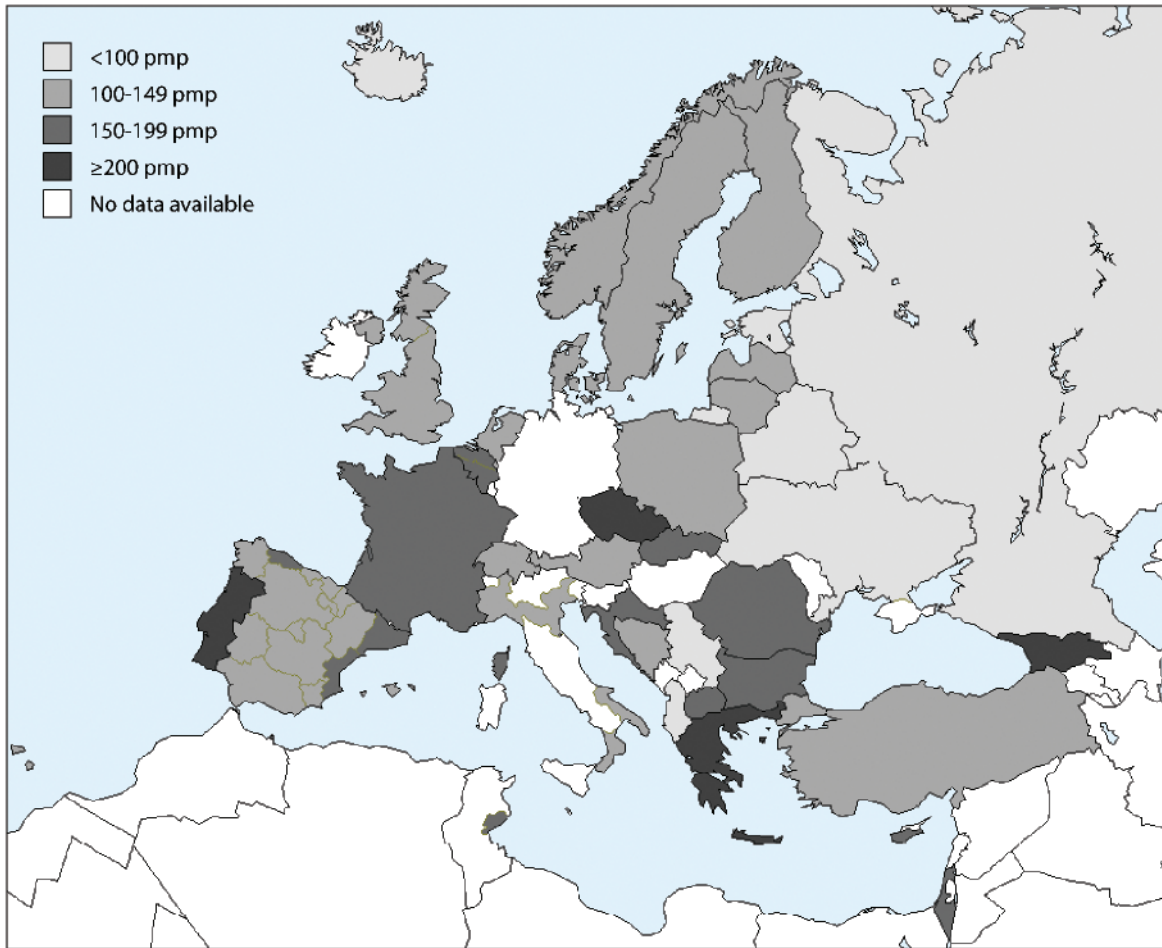 <100 pmp
100-149 pmp
150-199 pmp
≥200 pmp
No data available